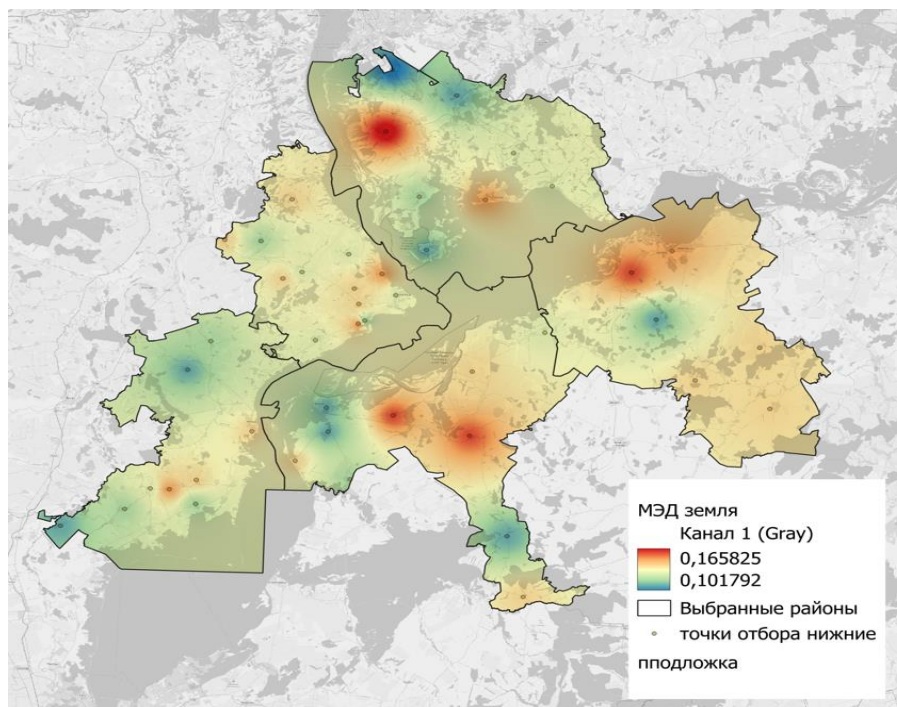 МЭД земля
Канал 1 (Gray)
0,165825
0,101792
Выбранные районы
точки отбора нижние
пподложка